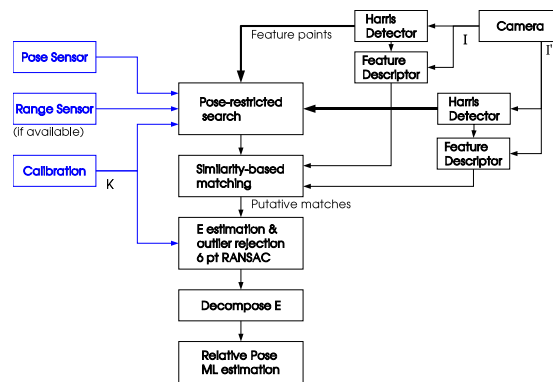 Harris
Detector
Camera
Feature points
I
I'
Feature
Descriptor
Pose Sensor
Range Sensor
(if available)
Pose-restricted
search
Harris
Detector
Feature
Descriptor
Calibration
K
Similarity-based
matching
Putative matches
E estimation &
outlier rejection
6 pt RANSAC
Decompose E
Relative Pose
ML estimation